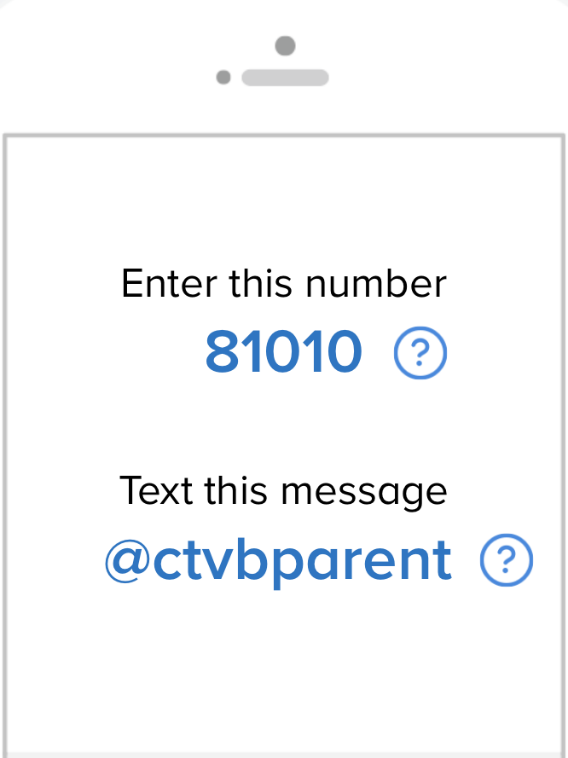 Enter this number
81010 ?
Text this message
@ctvbparent ?